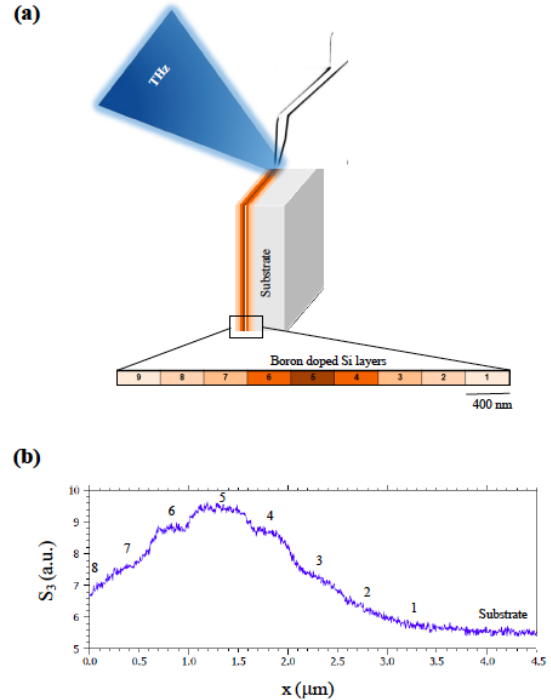 (a)
THz
Substrate
Boron doped Si layers
9 8 7 6 5 4 3 2 1
400 nm
(b)
10
9
8
7
6
5
4
S3 (a.u.)
8 7 6 5 4 3 2 1 Substrate
0.0 0.5 1.0 1.5 2.0 2.5 3.0 3.5 4.0 4.5
x (μm)